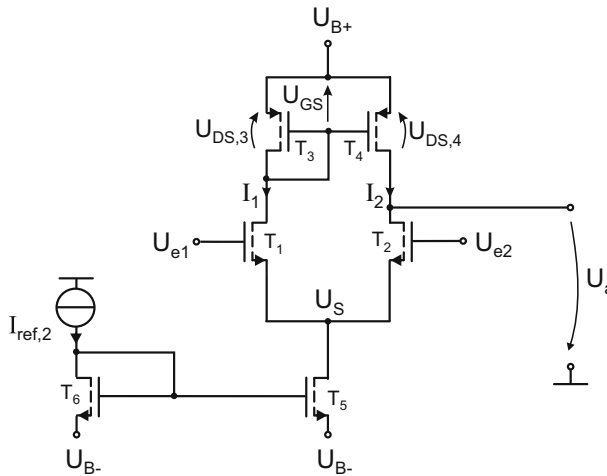 U_B+
U_GS
U_DS,3
U_DS,4
T_3
T_4
I_1
I_2
U_e1
T_1
T_2
U_e2
U_S
U_a
I_ref,2
T_6
T_5
U_B-
U_B-